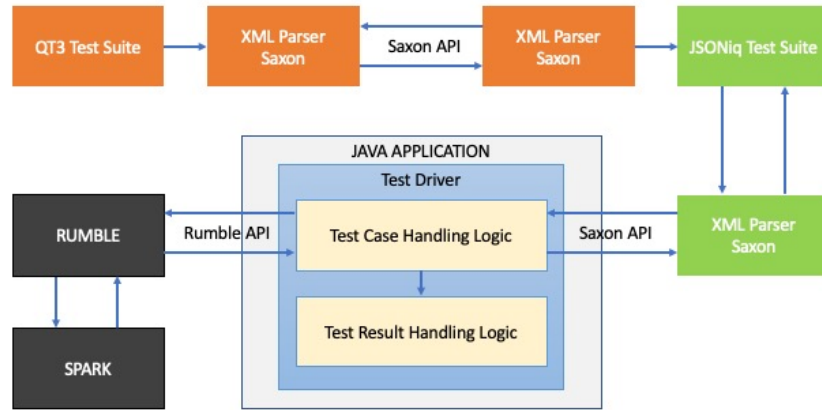 QT3 Test Suite
XML Parser
Saxon
Saxon API
XML Parser
Saxon
JSONiq Test Suite
JAVA APPLICATION
Test Driver
RUMBLE
Rumble API
Test Case Handling Logic
Saxon API
XML Parser
Saxon
Test Result Handling Logic
SPARK